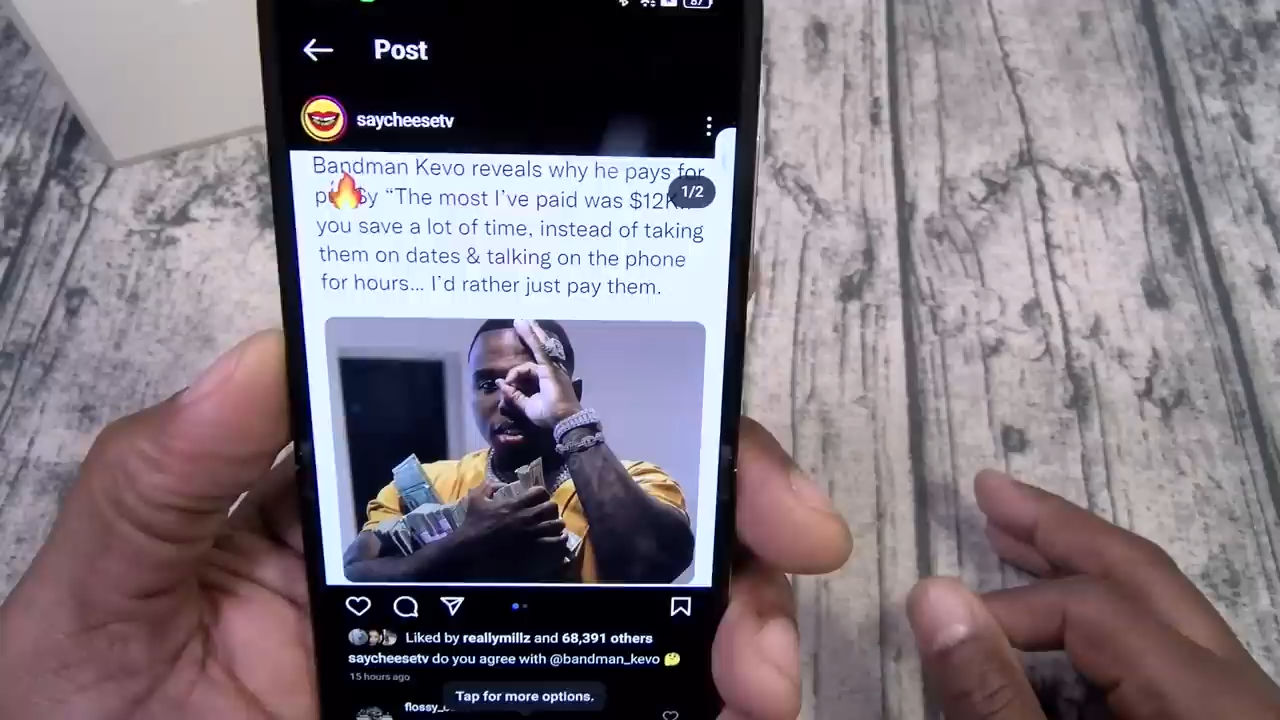 87
Post
saycheesetv
Bandman Kevo reveals why he pays for
1/2
"The most I've paid was $12K..
you save a lot of time, instead of taking
them on dates & talking on the phone
for hours... I'd rather just pay them.
Liked by reallymillz and 68,391 others
saycheesetv do you agree with @bandman_kevo 🤔
15 hours ago
Tap for more options.